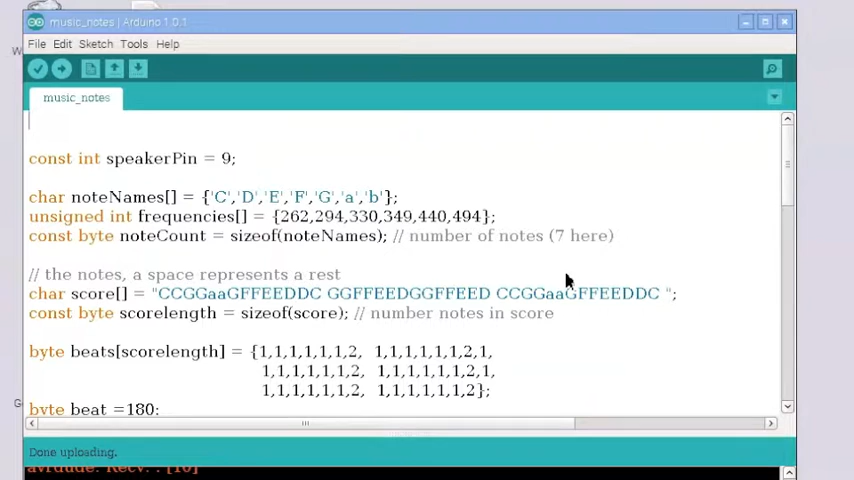 music_notes | Arduino 1.0.1
File Edit Sketch Tools Help
music_notes
const int speakerPin = 9;
char noteNames[] = {'C','D','E','F','G','a','b'};
unsigned int frequencies[] = {262,294,330,349,440,494};
const byte noteCount = sizeof(noteNames); // number of notes (7 here)
// the notes, a space represents a rest
char score[] = "CCGGaaGFFEEDDC GGFFEEDGGFFEED CCGGaaGFFEEDDC ";
const byte scorelength = sizeof(score); // number notes in score
byte beats[scorelength] = {1,1,1,1,1,1,2, 1,1,1,1,1,1,2,1,
1,1,1,1,1,1,2, 1,1,1,1,1,1,2,1,
1,1,1,1,1,1,2, 1,1,1,1,1,1,2};
byte beat =180;
Done uploading.
avrdude: Recv: . [10]